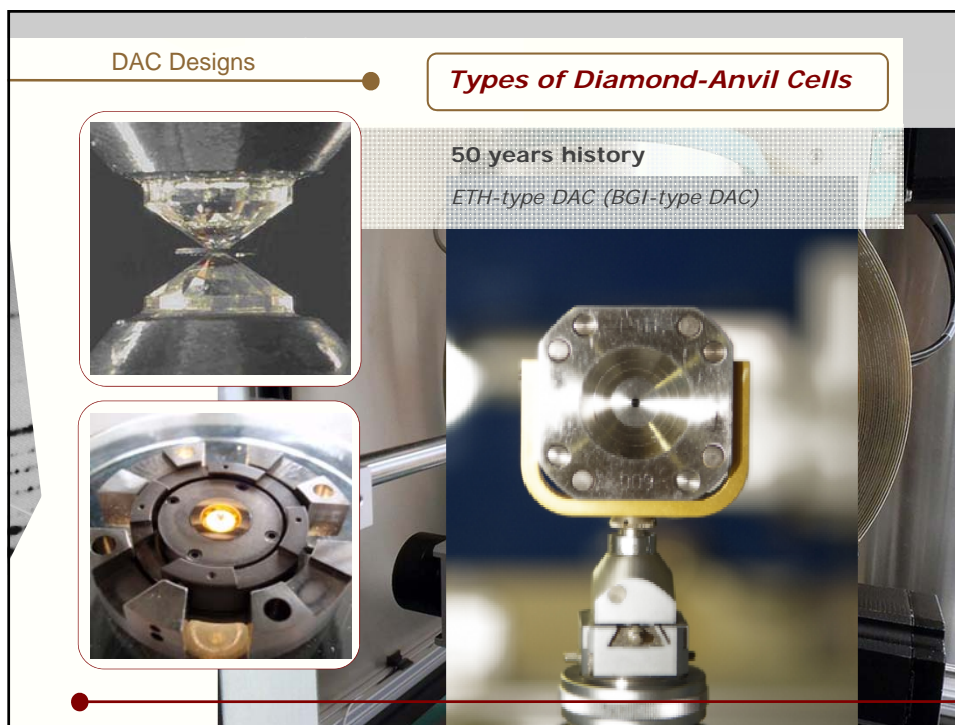 DAC Designs
Types of Diamond-Anvil Cells
50 years history
ETH-type DAC (BGI-type DAC)